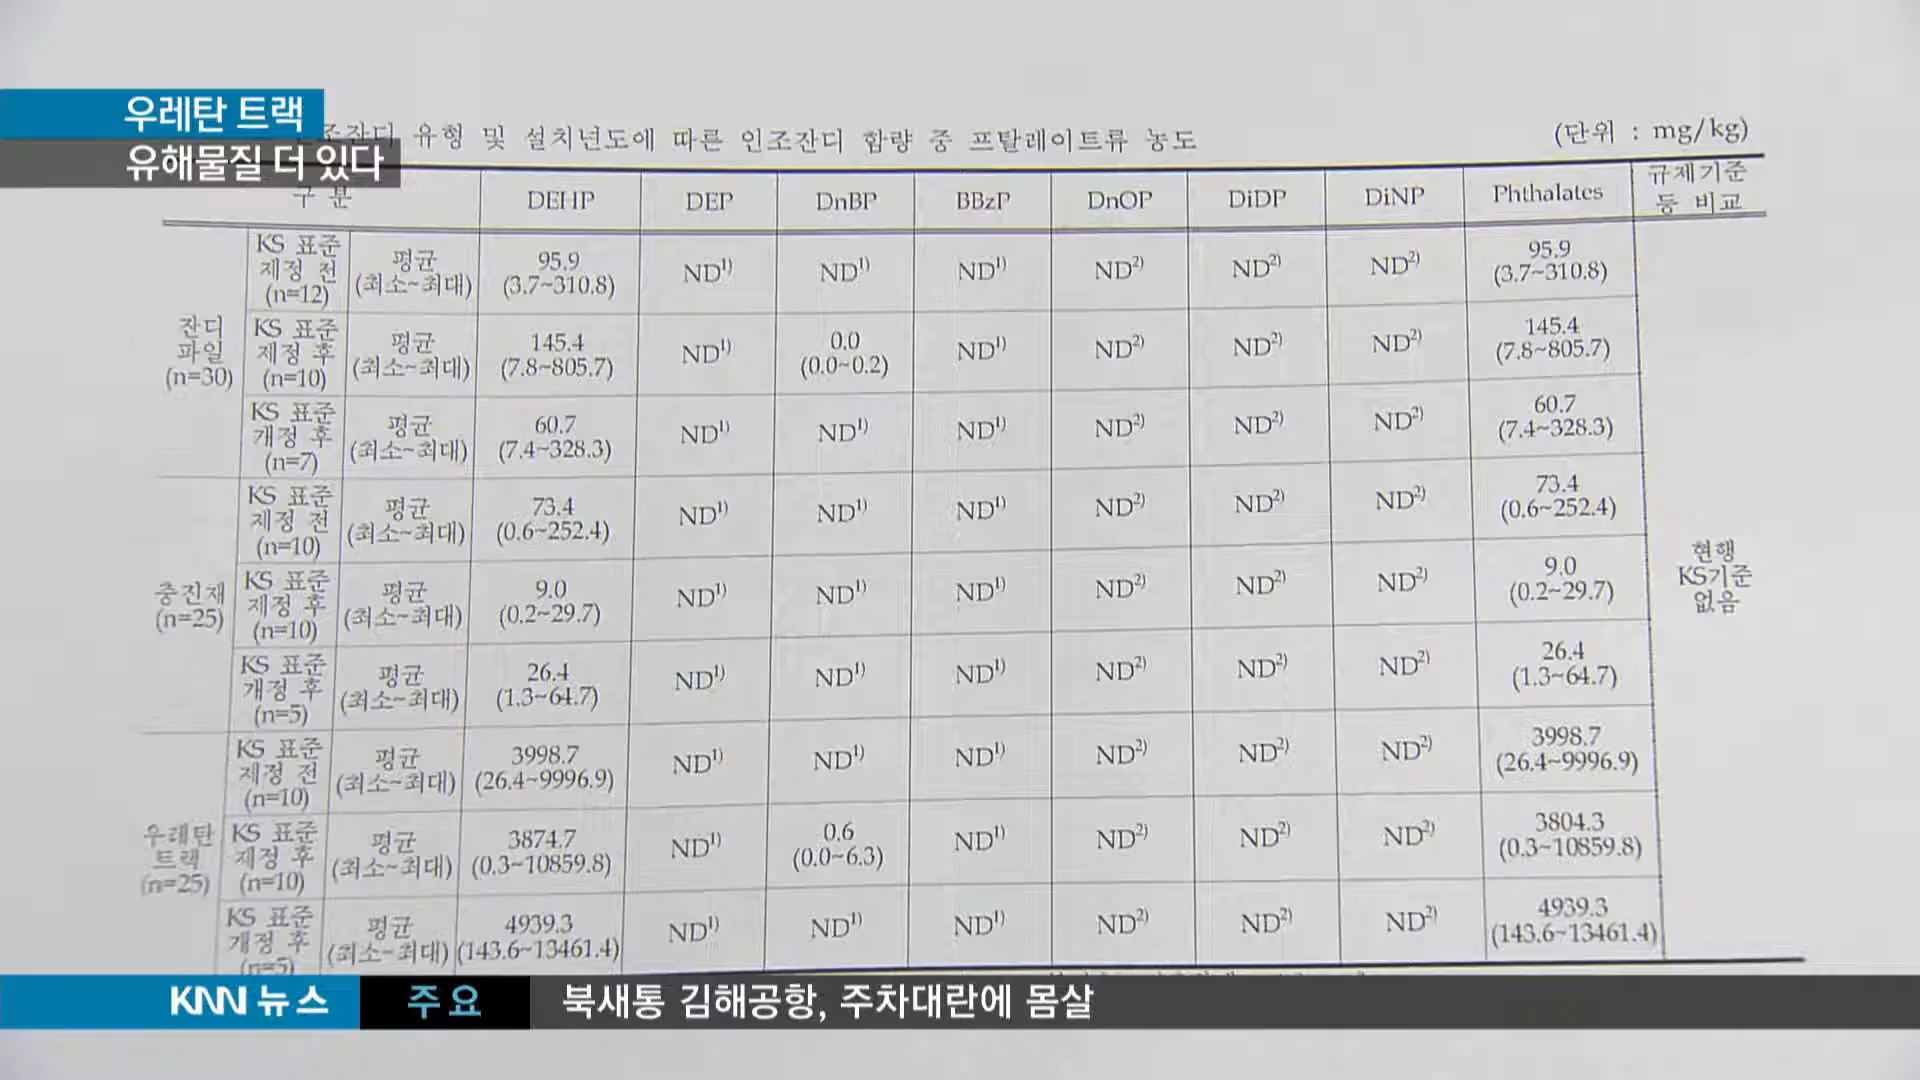 우레탄 트랙
유해물질 더 있다
조잔디 유형 및 설치년도에 따른 인조잔디 함량 중 프탈레이트류 농도 (단위 : mg/kg)
구 분 DEHP DEP DnBP BBzP DnOP DiDP DiNP Phthalates 규제기준 등 비교
잔디 파일 (n=30)
KS 표준 제정 전 (n=12) 평균 (최소~최대) 95.9 (3.7~310.8) ND1) ND1) ND1) ND2) ND2) ND2) 95.9 (3.7~310.8)
KS 표준 제정 후 (n=10) 평균 (최소~최대) 145.4 (7.8~805.7) ND1) 0.0 (0.0~0.2) ND1) ND2) ND2) ND2) 145.4 (7.8~805.7)
KS 표준 개정 후 (n=7) 평균 (최소~최대) 60.7 (7.4~328.3) ND1) ND1) ND1) ND2) ND2) ND2) 60.7 (7.4~328.3)
충진재 (n=25)
KS 표준 제정 전 (n=10) 평균 (최소~최대) 73.4 (0.6~252.4) ND1) ND1) ND1) ND2) ND2) ND2) 73.4 (0.6~252.4)
KS 표준 제정 후 (n=10) 평균 (최소~최대) 9.0 (0.2~29.7) ND1) ND1) ND1) ND2) ND2) ND2) 9.0 (0.2~29.7)
KS 표준 개정 후 (n=5) 평균 (최소~최대) 26.4 (1.3~64.7) ND1) ND1) ND1) ND2) ND2) ND2) 26.4 (1.3~64.7)
현행 KS기준 없음
우레탄 트랙 (n=25)
KS 표준 제정 전 (n=10) 평균 (최소~최대) 3998.7 (26.4~9996.9) ND1) ND1) ND1) ND2) ND2) ND2) 3998.7 (26.4~9996.9)
KS 표준 제정 후 (n=10) 평균 (최소~최대) 3874.7 (0.3~10859.8) ND1) 0.6 (0.0~6.3) ND1) ND2) ND2) ND2) 3804.3 (0.3~10859.8)
KS 표준 개정 후 (n=5) 평균 (최소~최대) 4939.3 (143.6~13461.4) ND1) ND1) ND1) ND2) ND2) ND2) 4939.3 (143.6~13461.4)
KNN 뉴스 주요 북새통 김해공항, 주차대란에 몸살